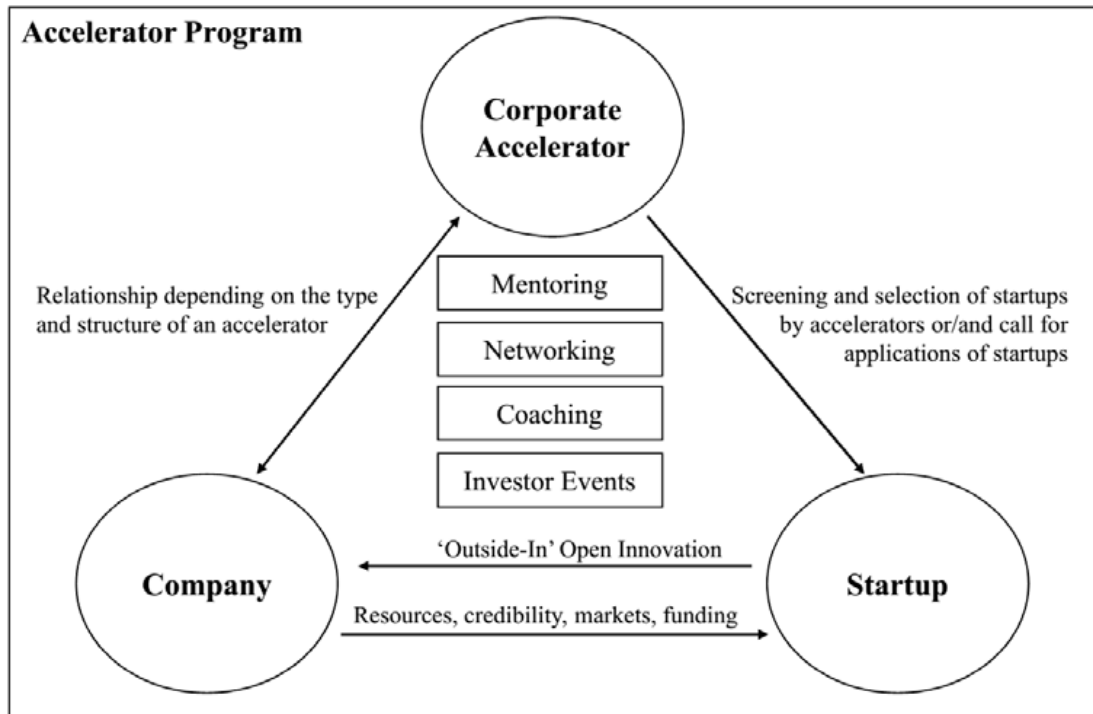 Accelerator Program
Corporate
Accelerator
Relationship depending on the type
and structure of an accelerator
Mentoring
Networking
Coaching
Investor Events
Screening and selection of startups
by accelerators or/and call for
applications of startups
‘Outside-In’ Open Innovation
Company
Startup
Resources, credibility, markets, funding